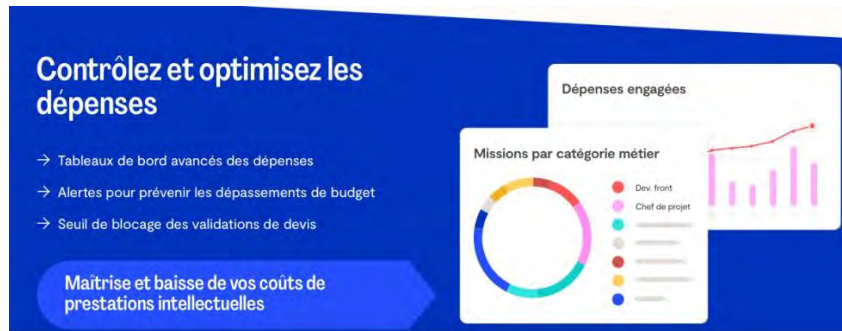 Contrôlez et optimisez les
dépenses
→ Tableaux de bord avancés des dépenses
→ Alertes pour prévenir les dépassements de budget
→ Seuil de blocage des validations de devis
Maîtrise et baisse de vos coûts de
prestations intellectuelles
Dépenses engagées
Missions par catégorie métier
Dev. front
Chef de projet